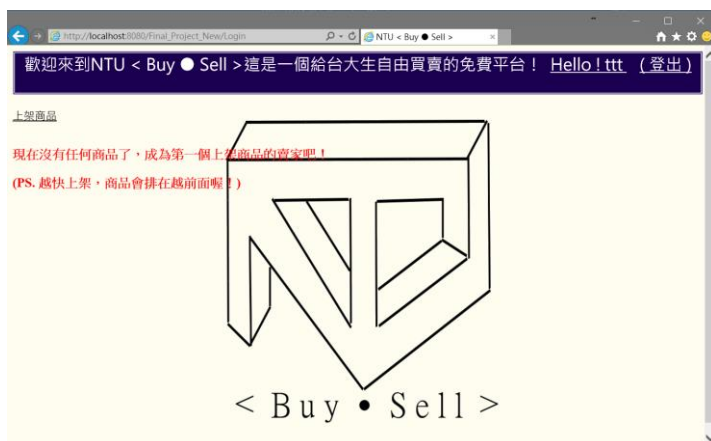 http://localhost:8080/Final_Project_New/Login
NTU < Buy ● Sell >
歡迎來到NTU < Buy ● Sell >這是一個給台大生自由買賣的免費平台！ Hello ! ttt (登出)
上架商品
現在沒有任何商品了，成為第一個上架商品的賣家吧！
(PS. 越快上架，商品會排在越前面喔！)
< Buy ● Sell >